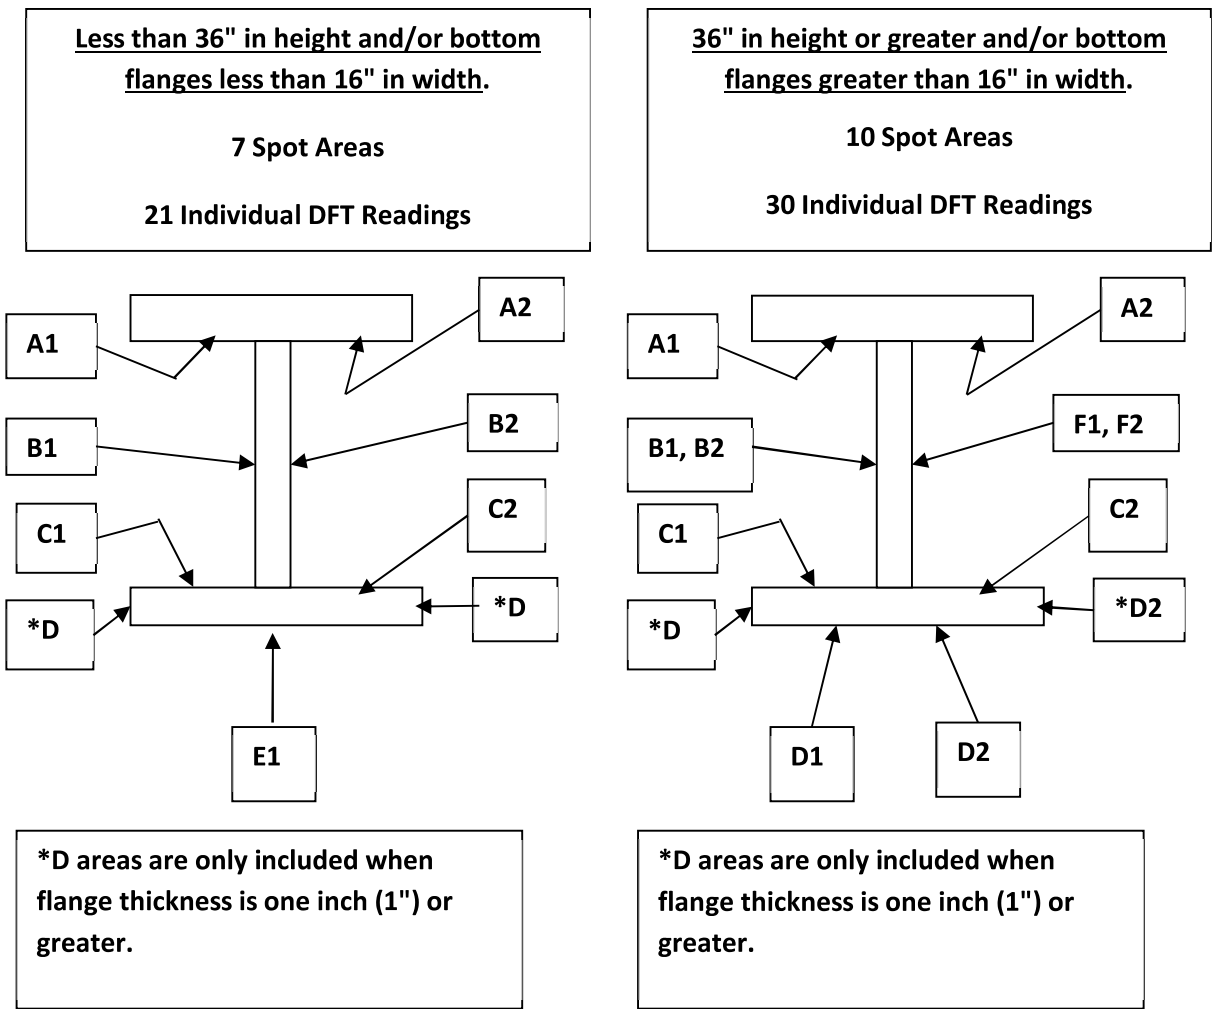 Less than 36" in height and/or bottom
flanges less than 16" in width.
7 Spot Areas
21 Individual DFT Readings
36" in height or greater and/or bottom
flanges greater than 16" in width.
10 Spot Areas
30 Individual DFT Readings
A1
A2
B1
B2
C1
C2
*D
*D
E1
A1
A2
B1, B2
F1, F2
C1
C2
*D
*D2
D1
D2
*D areas are only included when
flange thickness is one inch (1") or
greater.
*D areas are only included when
flange thickness is one inch (1") or
greater.